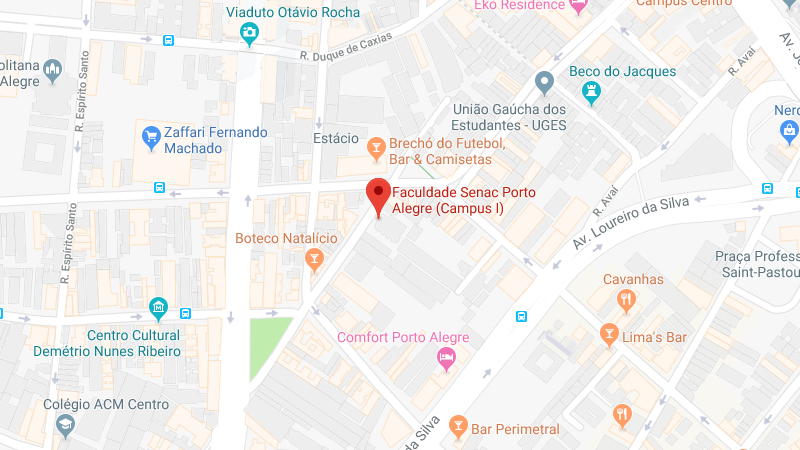 Viaduto Otávio Rocha
Eko Residence
Campus Centro
R. Duque de Caxias
Av. J
R. Avaí
olitana
Alegre
R. Espírito Santo
Beco do Jacques
União Gaúcha dos
Estudantes - UGES
Nero
Zaffari Fernando
Machado
Estácio
Brechó do Futebol,
Bar & Camisetas
Faculdade Senac Porto
Alegre (Campus I)
R. Avaí
Av. Loureiro da Silva
R. Espírito Santo
Boteco Natalício
Praça Profess
Saint-Pastou
Cavanhas
Centro Cultural
Demétrio Nunes Ribeiro
Comfort Porto Alegre
Lima's Bar
Colégio ACM Centro
da Silva
Bar Perimetral